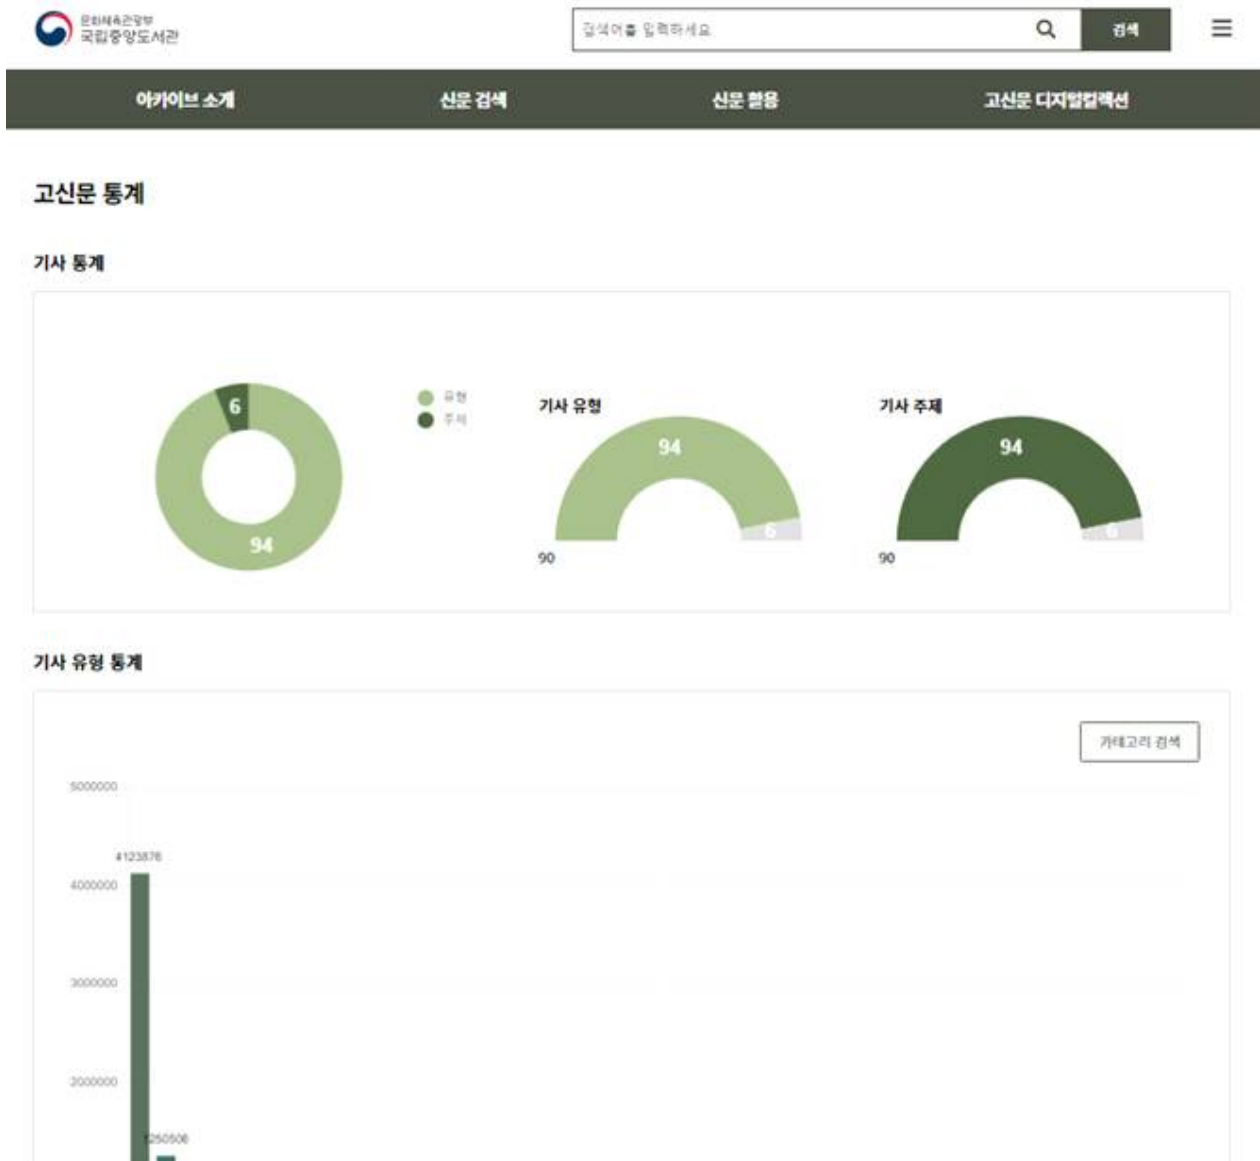 문화체육관광부
국립중앙도서관
검색어를 입력하세요
검색
아카이브 소개
신문 검색
신문 활용
고신문 디지털컬렉션
고신문 통계
기사 통계
6
94
유형
주제
기사 유형
94
6
90
기사 주제
94
6
90
기사 유형 통계
카테고리 검색
5000000
4123876
4000000
3000000
2000000
1250506